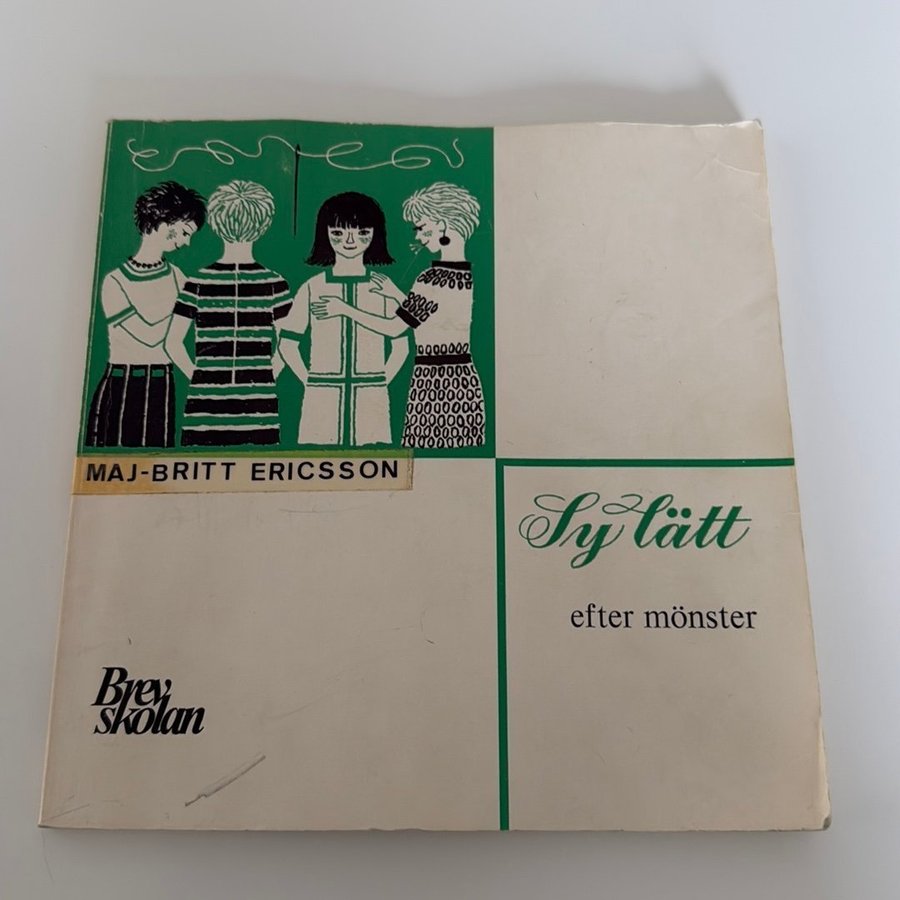 MAJ-BRITT ERICSSON
Sy lätt
efter mönster
Brev
skolan